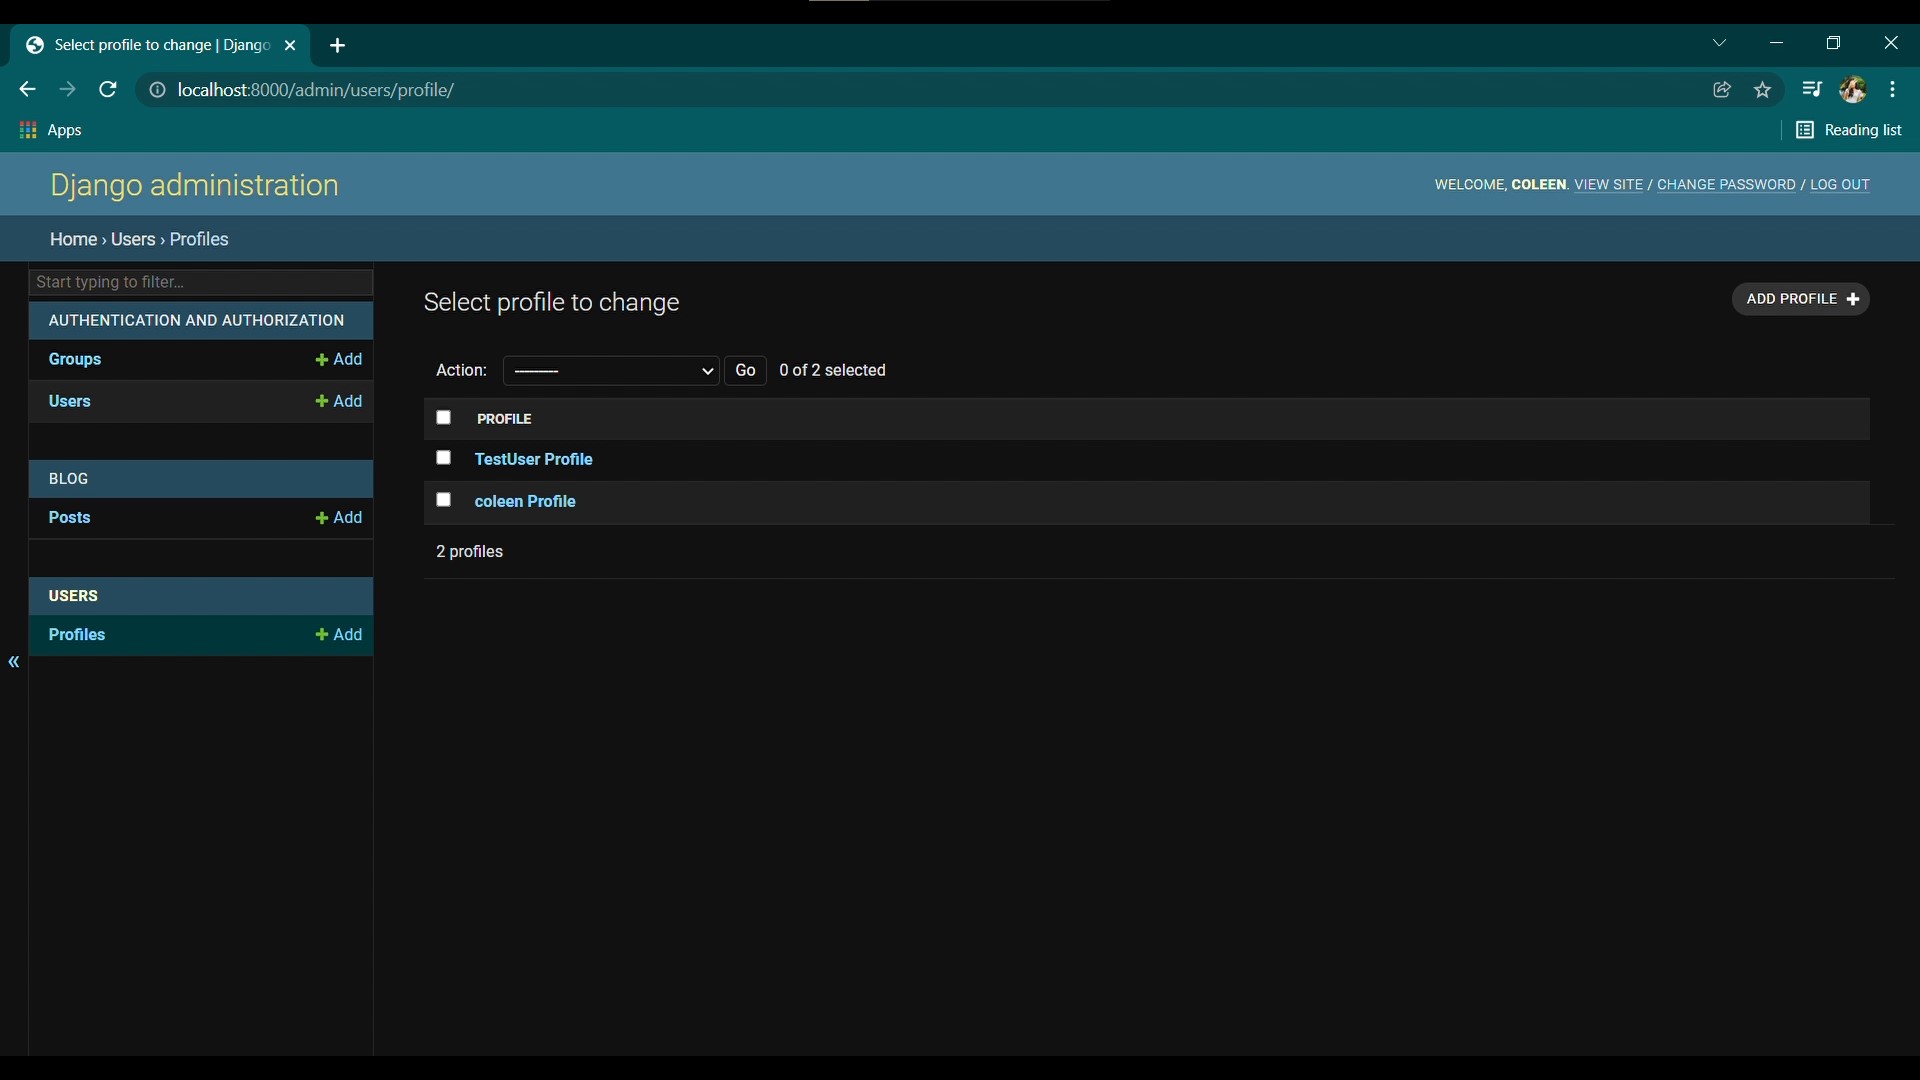 Select profile to change | Django
localhost:8000/admin/users/profile/
Apps
Reading list
Django administration
WELCOME, COLEEN. VIEW SITE / CHANGE PASSWORD / LOG OUT
Home › Users › Profiles
Start typing to filter...
AUTHENTICATION AND AUTHORIZATION
Groups
Add
Users
Add
BLOG
Posts
Add
USERS
Profiles
Add
«
Select profile to change
ADD PROFILE +
Action: --------- Go 0 of 2 selected
PROFILE
TestUser Profile
coleen Profile
2 profiles